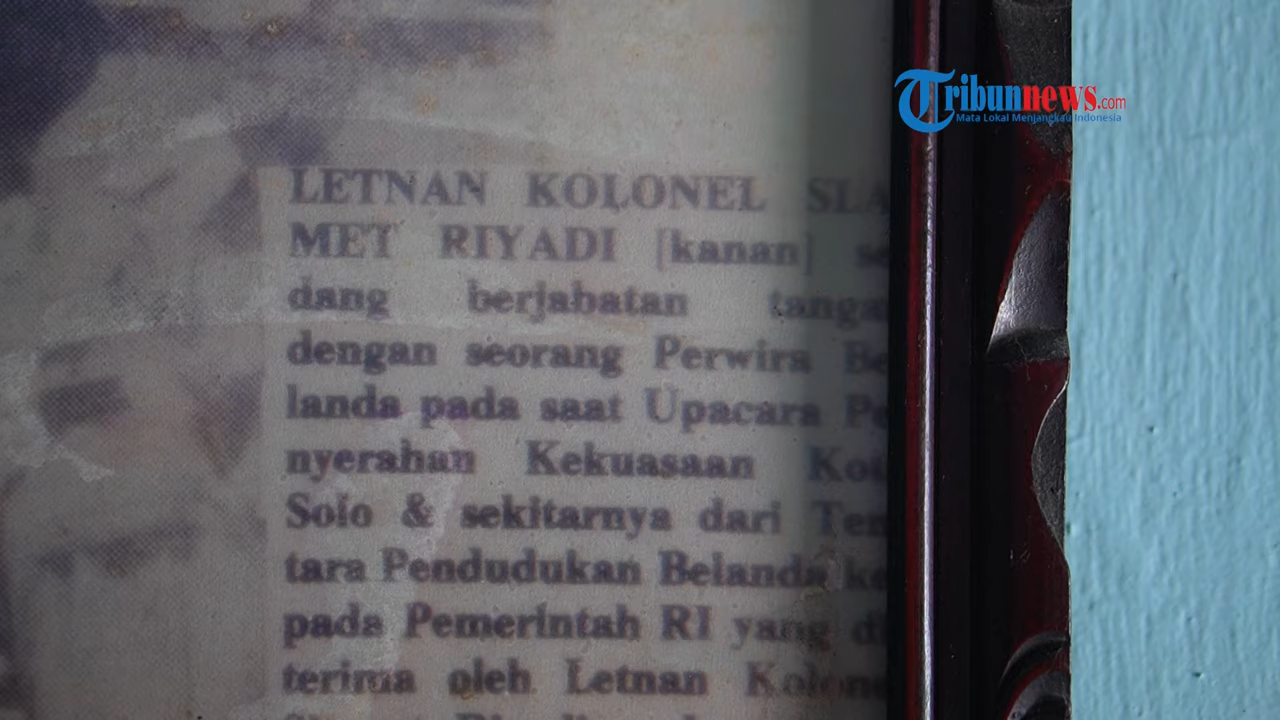 Tribunnews.com
Mata Lokal Menjangkau Indonesia
LETNAN KOLONEL SLA
MET RIYADI [kanan] se
dang berjabatan tanga
dengan seorang Perwira Be
landa pada saat Upacara Pe
nyerahan Kekuasaan Kot
Solo & sekitarnya dari Ten
tara Pendudukan Belanda ke
pada Pemerintah RI yang di
terima oleh Letnan Kolone